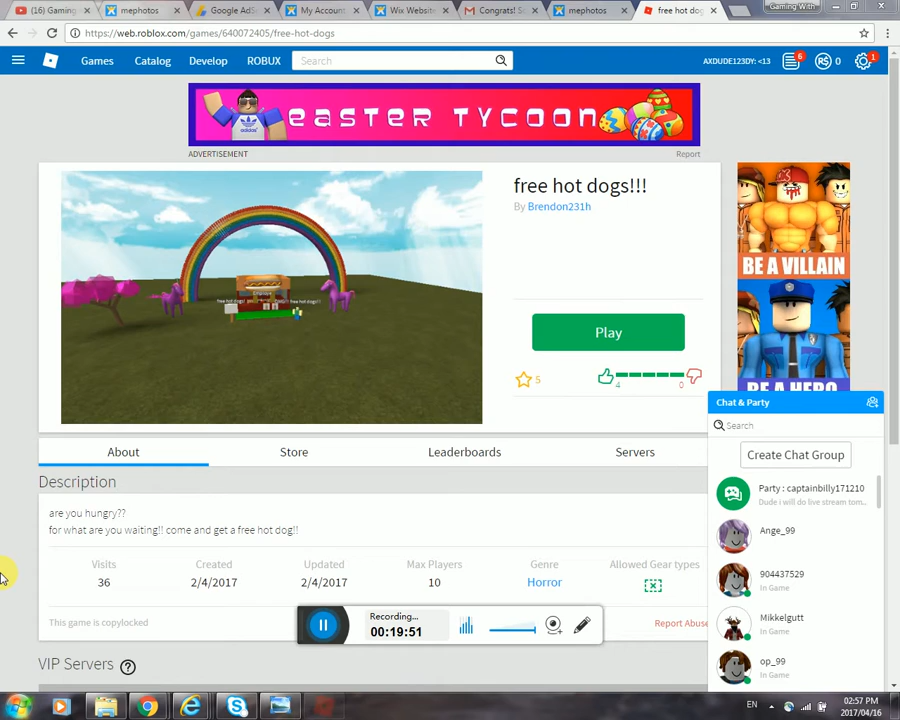 (16) Gaming
mephotos
Google AdS
My Account
Wix Website
Congrats! S
mephotos
free hot dog
Gaming With
https://web.roblox.com/games/640072405/free-hot-dogs
Games
Catalog
Develop
ROBUX
Search
AXDUDE123DY: <13
6
R$ 0
1
EASTER TYCOON
adidas
ADVERTISEMENT
Report
free hot dogs!!!
By Brendon231h
BE A VILLAIN
Play
5
4
0
BE A HERO
Chat & Party
Search
Create Chat Group
About
Store
Leaderboards
Servers
Party : captainbilly171210
Dude i will do live stream tom...
Description
are you hungry??
for what are you waiting!! come and get a free hot dog!!
Ange_99
Visits
Created
Updated
Max Players
Genre
Allowed Gear types
36
2/4/2017
2/4/2017
10
Horror
904437529
In Game
Mikkelgutt
In Game
This game is copylocked
Recording...
00:19:51
Report Abuse
VIP Servers
op_99
In Game
EN
02:57 PM
2017/04/16